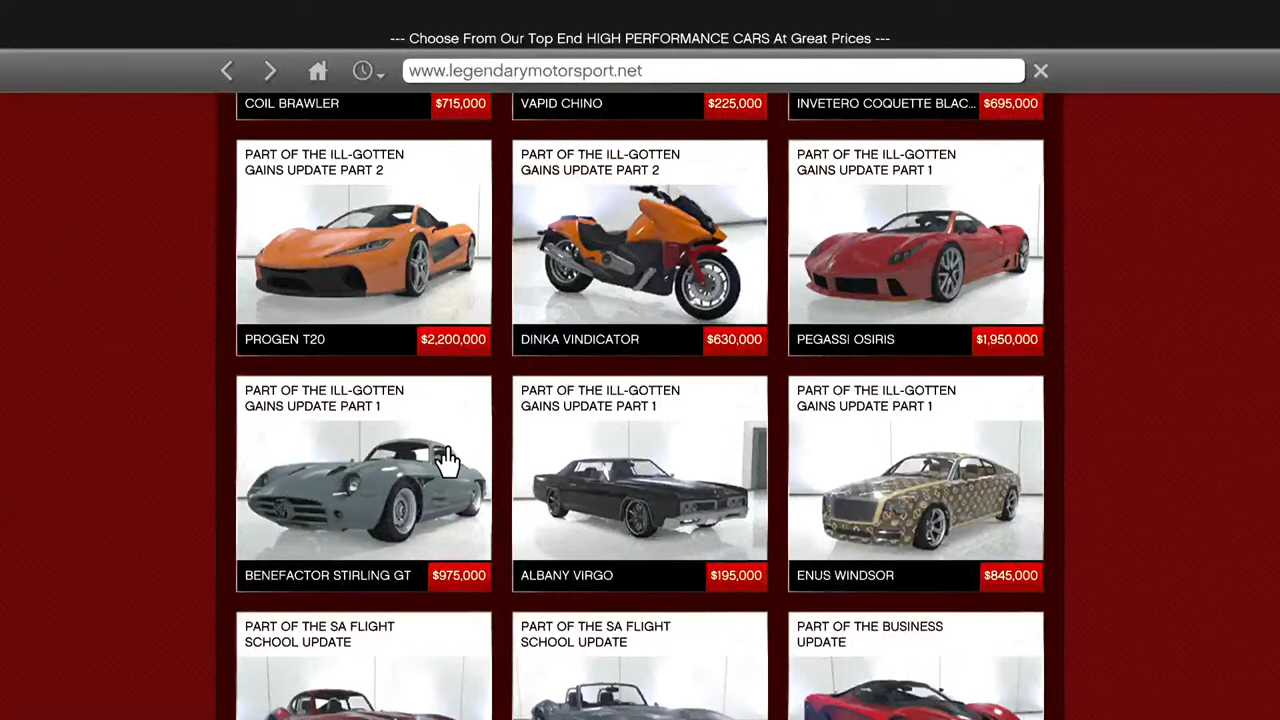 --- Choose From Our Top End HIGH PERFORMANCE CARS At Great Prices ---
www.legendarymotorsport.net
COIL BRAWLER $715,000
VAPID CHINO $225,000
INVETERO COQUETTE BLAC... $695,000
PART OF THE ILL-GOTTEN
GAINS UPDATE PART 2
PROGEN T20 $2,200,000
PART OF THE ILL-GOTTEN
GAINS UPDATE PART 2
DINKA VINDICATOR $630,000
PART OF THE ILL-GOTTEN
GAINS UPDATE PART 1
PEGASSI OSIRIS $1,950,000
PART OF THE ILL-GOTTEN
GAINS UPDATE PART 1
BENEFACTOR STIRLING GT $975,000
PART OF THE ILL-GOTTEN
GAINS UPDATE PART 1
ALBANY VIRGO $195,000
PART OF THE ILL-GOTTEN
GAINS UPDATE PART 1
ENUS WINDSOR $845,000
PART OF THE SA FLIGHT
SCHOOL UPDATE
PART OF THE SA FLIGHT
SCHOOL UPDATE
PART OF THE BUSINESS
UPDATE